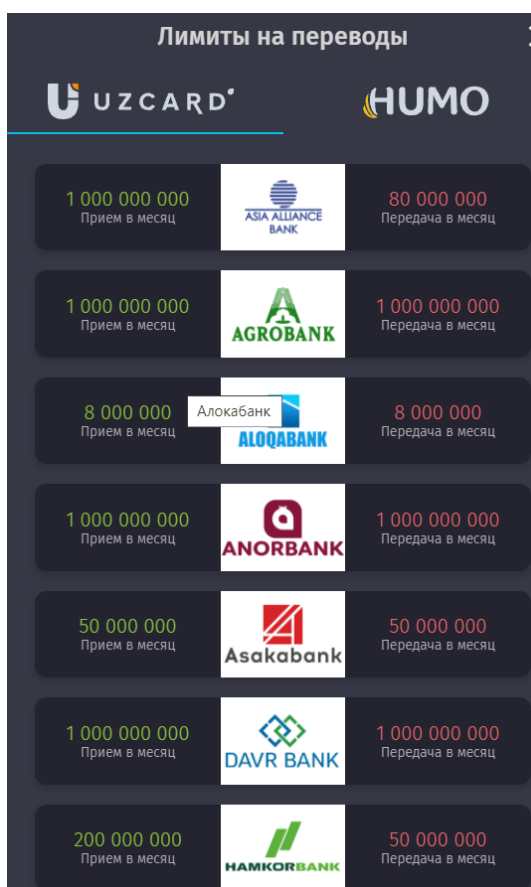 Лимиты на переводы
UZCARD
HUMO
1 000 000 000
Прием в месяц
ASIA ALLIANCE
BANK
80 000 000
Передача в месяц
1 000 000 000
Прием в месяц
AGROBANK
1 000 000 000
Передача в месяц
8 000 000
Прием в месяц
Алокабанк
ALOQABANK
8 000 000
Передача в месяц
1 000 000 000
Прием в месяц
ANORBANK
1 000 000 000
Передача в месяц
50 000 000
Прием в месяц
Asakabank
50 000 000
Передача в месяц
1 000 000 000
Прием в месяц
DAVR BANK
1 000 000 000
Передача в месяц
200 000 000
Прием в месяц
HAMKORBANK
50 000 000
Передача в месяц